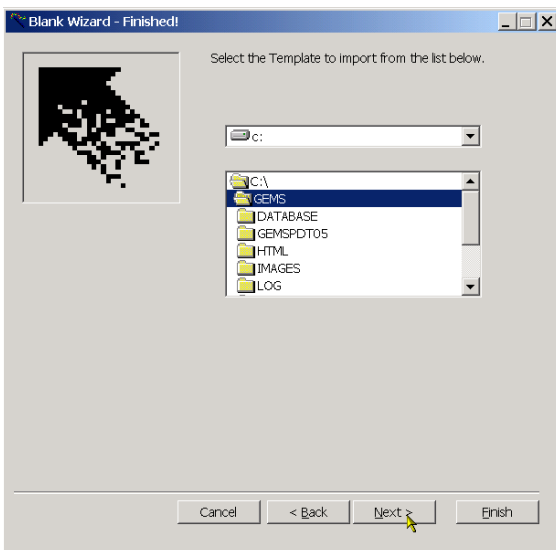 Blank Wizard - Finished!
Select the Template to import from the list below.
c:
C:\
GEMS
DATABASE
GEMSPDT05
HTML
IMAGES
LOG
Cancel
< Back
Next >
Finish